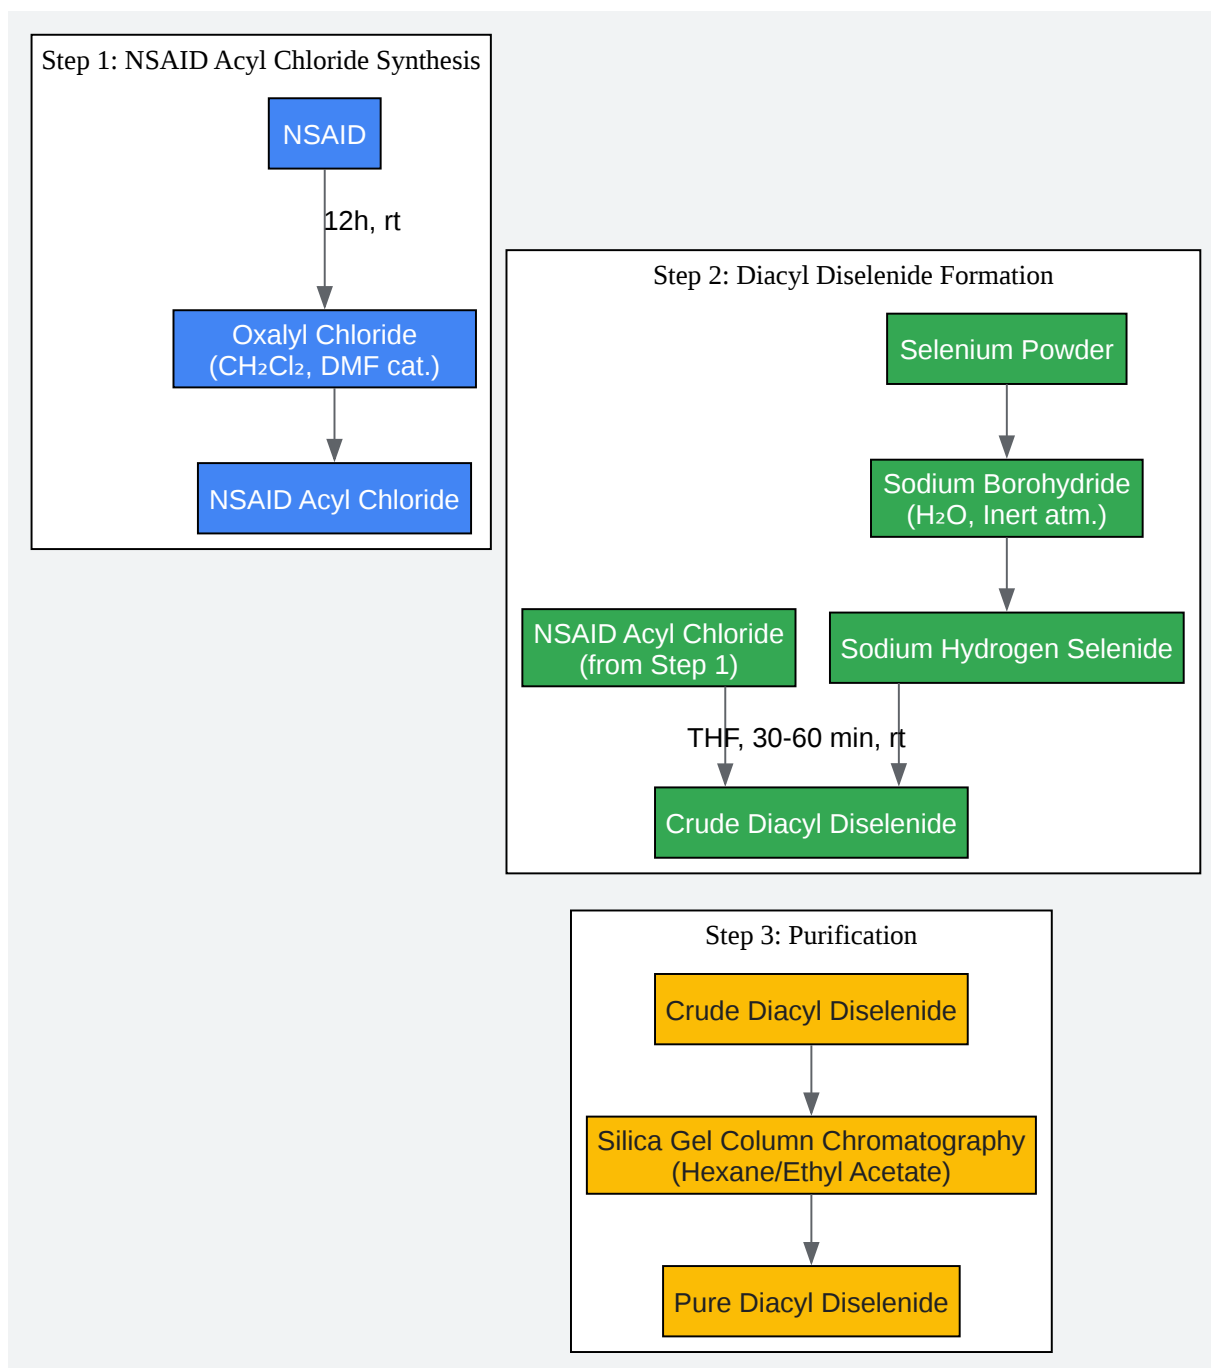 Step 1: NSAID Acyl Chloride Synthesis
NSAID
12h, rt
Oxalyl Chloride
(CH₂Cl₂, DMF cat.)
NSAID Acyl Chloride
Step 2: Diacyl Diselenide Formation
Selenium Powder
Sodium Borohydride
(H₂O, Inert atm.)
NSAID Acyl Chloride
(from Step 1)
Sodium Hydrogen Selenide
THF, 30-60 min, rt
Crude Diacyl Diselenide
Step 3: Purification
Crude Diacyl Diselenide
Silica Gel Column Chromatography
(Hexane/Ethyl Acetate)
Pure Diacyl Diselenide